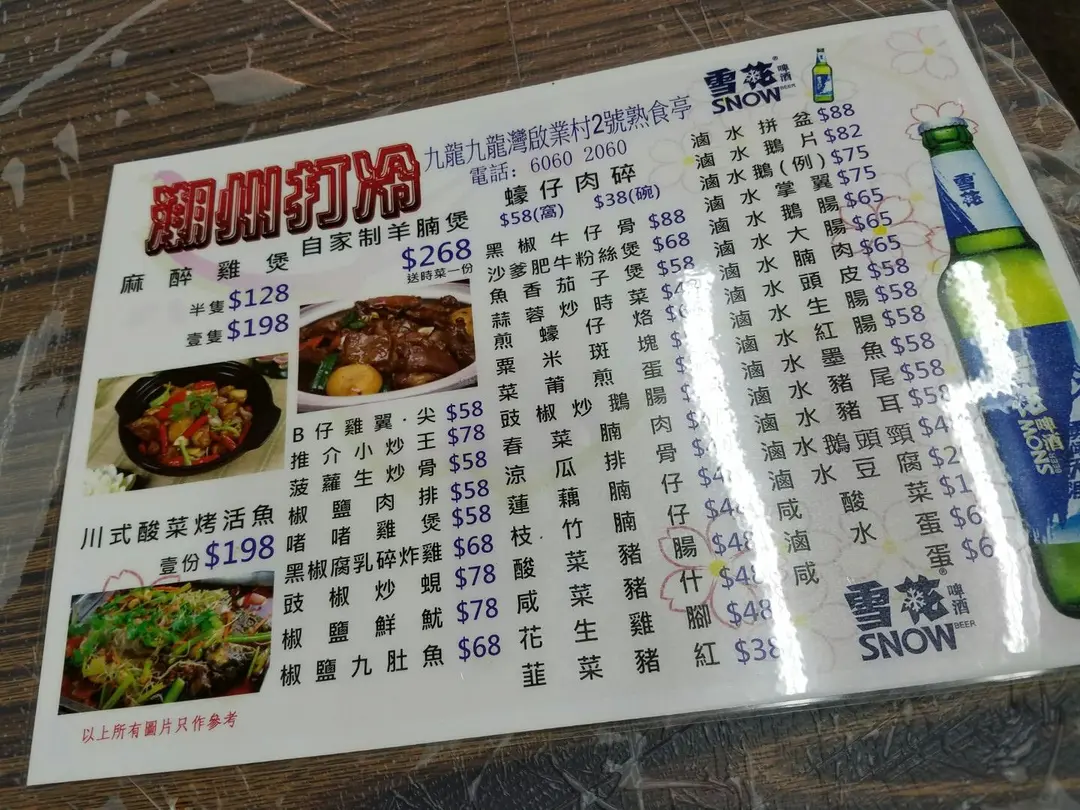 潮州打冷
九龍九龍灣啟業村2號熟食亭
電話: 6060 2060
雪花 啤酒
SNOW BEER
麻醉雞煲
半隻 $128
壹隻 $198
自家制羊腩煲
$268
送時菜一份
蠔仔肉碎
$58(窩) $38(碗)
川式酸菜烤活魚
壹份 $198
以上所有圖片只作參考
B仔雞翼.尖 $58
推介小炒王 $78
菠蘿生炒骨 $58
椒鹽肉排 $58
啫啫雞煲 $58
黑椒腐乳碎炸雞 $68
豉椒炒蜆 $78
椒鹽鮮魷 $78
椒鹽九肚魚 $68
黑椒牛仔骨 $88
沙爹肥牛粉絲煲 $68
魚香茄子煲 $58
蒜蓉炒時菜
煎蠔仔烙
粟米斑塊
菜莆煎蛋
豉椒炒鵝腸
春菜腩肉
涼瓜排骨
蓮藕腩仔
枝竹腩仔
酸菜豬腸 $48
咸菜豬什 $48
花生雞腳 $48
韮菜豬紅 $38
滷水拼盆 $88
滷水鵝片 $82
滷水鵝(例) $75
滷水掌翼 $75
滷水鵝腸 $65
滷水大腸 $65
滷水腩肉 $65
滷水頭皮 $58
滷水生腸 $58
滷水紅腸 $58
滷水墨魚 $58
滷水豬尾 $58
滷水豬耳
滷水鵝頭頸
滷水豆腐
咸酸菜
滷水蛋 $6
咸蛋 $6
雪花 啤酒
SNOW BEER
雪花